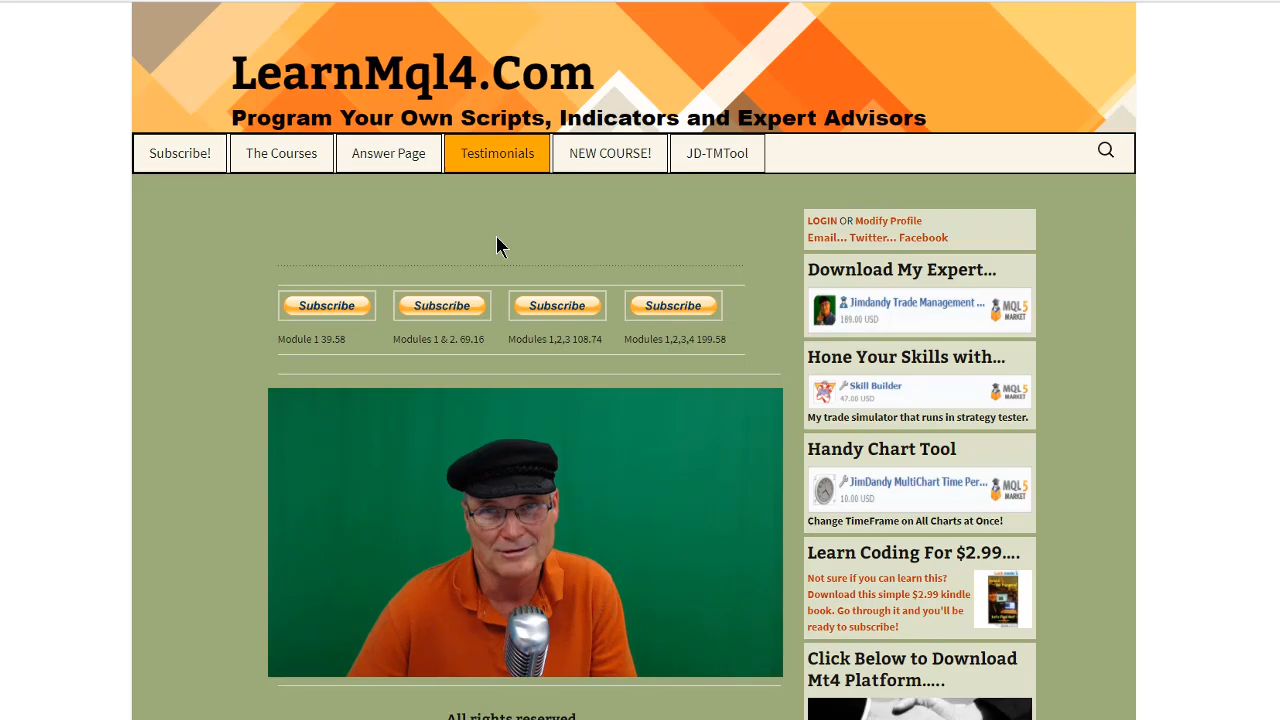 LearnMql4.Com
Program Your Own Scripts, Indicators and Expert Advisors
Subscribe!
The Courses
Answer Page
Testimonials
NEW COURSE!
JD-TMTool
Subscribe
Subscribe
Subscribe
Subscribe
Module 1 39.58
Modules 1 & 2. 69.16
Modules 1,2,3 108.74
Modules 1,2,3,4 199.58
All rights reserved
LOGIN OR Modify Profile
Email... Twitter... Facebook
Download My Expert...
Jimdandy Trade Management ...
189.00 USD
MQL5
MARKET
Hone Your Skills with...
Skill Builder
47.00 USD
MQL5
MARKET
My trade simulator that runs in strategy tester.
Handy Chart Tool
JimDandy MultiChart Time Per...
10.00 USD
MQL5
MARKET
Change TimeFrame on All Charts at Once!
Learn Coding For $2.99....
Not sure if you can learn this?
Download this simple $2.99 kindle
book. Go through it and you'll be
ready to subscribe!
Click Below to Download
Mt4 Platform.....